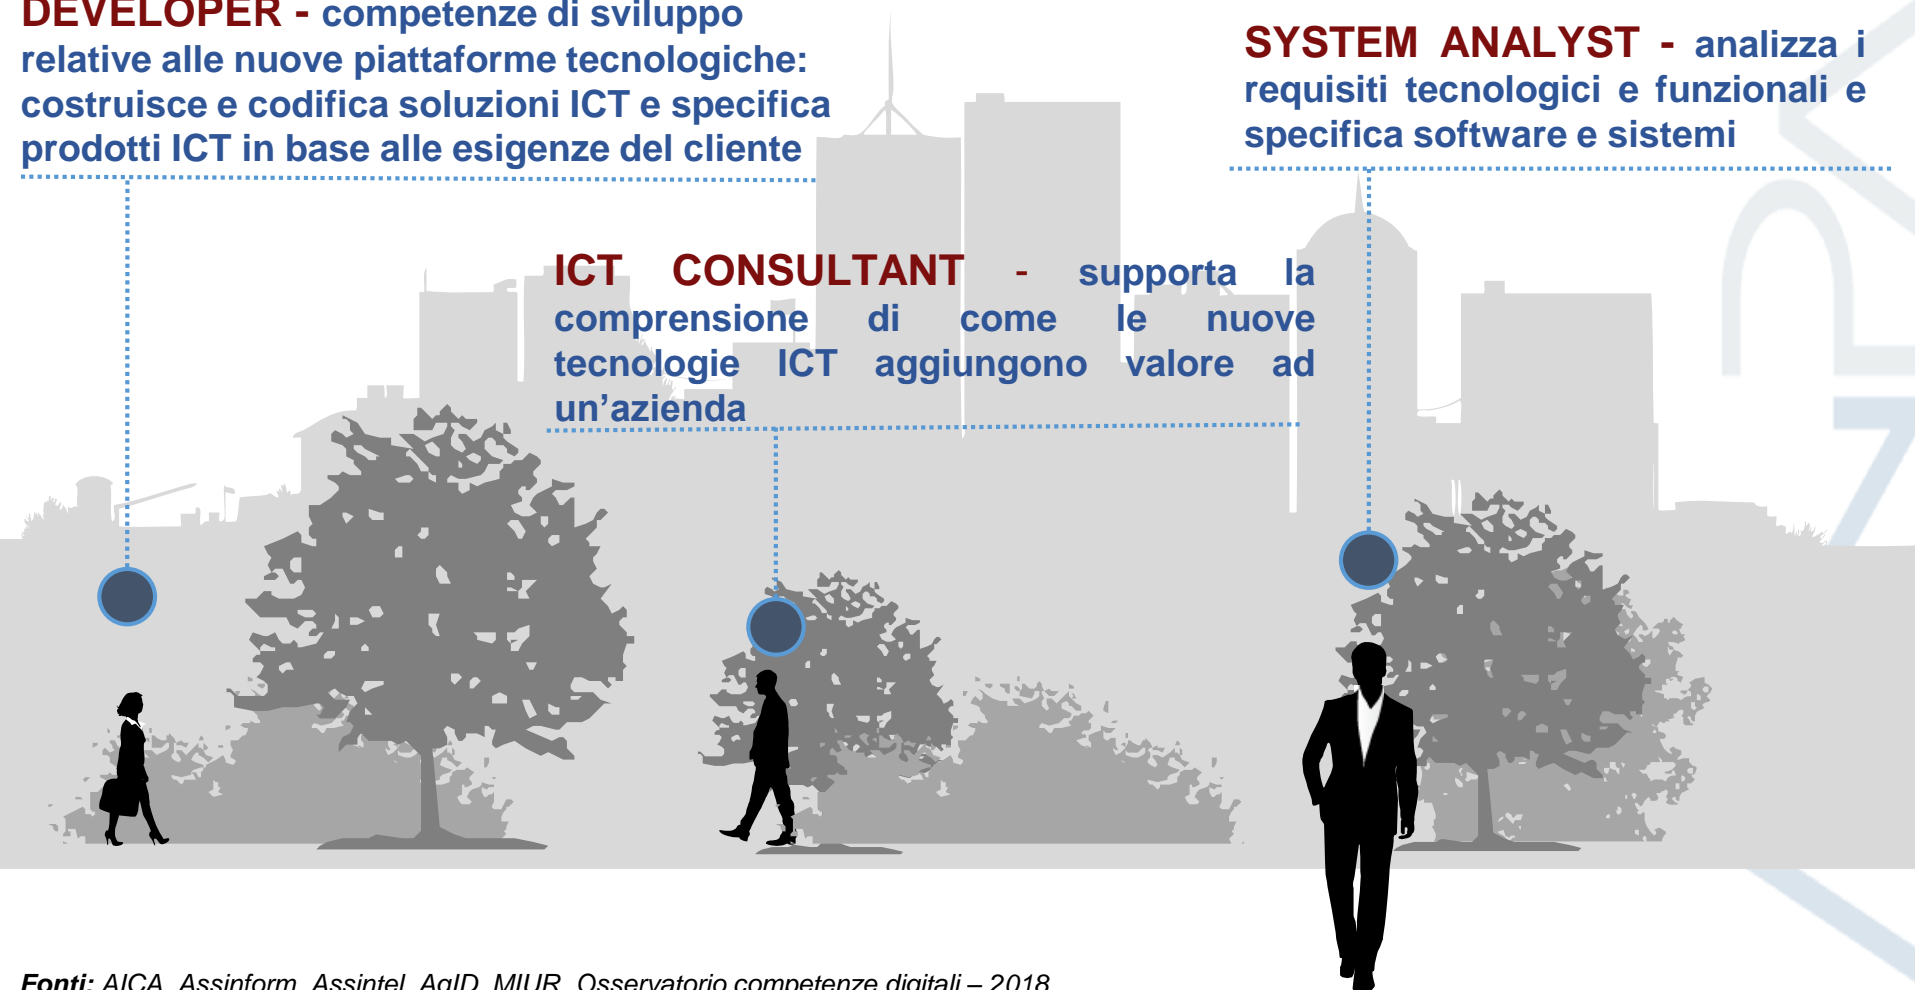 DEVELOPER - competenze di sviluppo
relative alle nuove piattaforme tecnologiche:
costruisce e codifica soluzioni ICT e specifica
prodotti ICT in base alle esigenze del cliente
SYSTEM ANALYST - analizza i
requisiti tecnologici e funzionali e
specifica software e sistemi
ICT CONSULTANT - supporta la
comprensione di come le nuove
tecnologie ICT aggiungono valore ad
un’azienda
Fonti: AICA, Assinform, Assintel, AgID, MIUR, Osservatorio competenze digitali – 2018